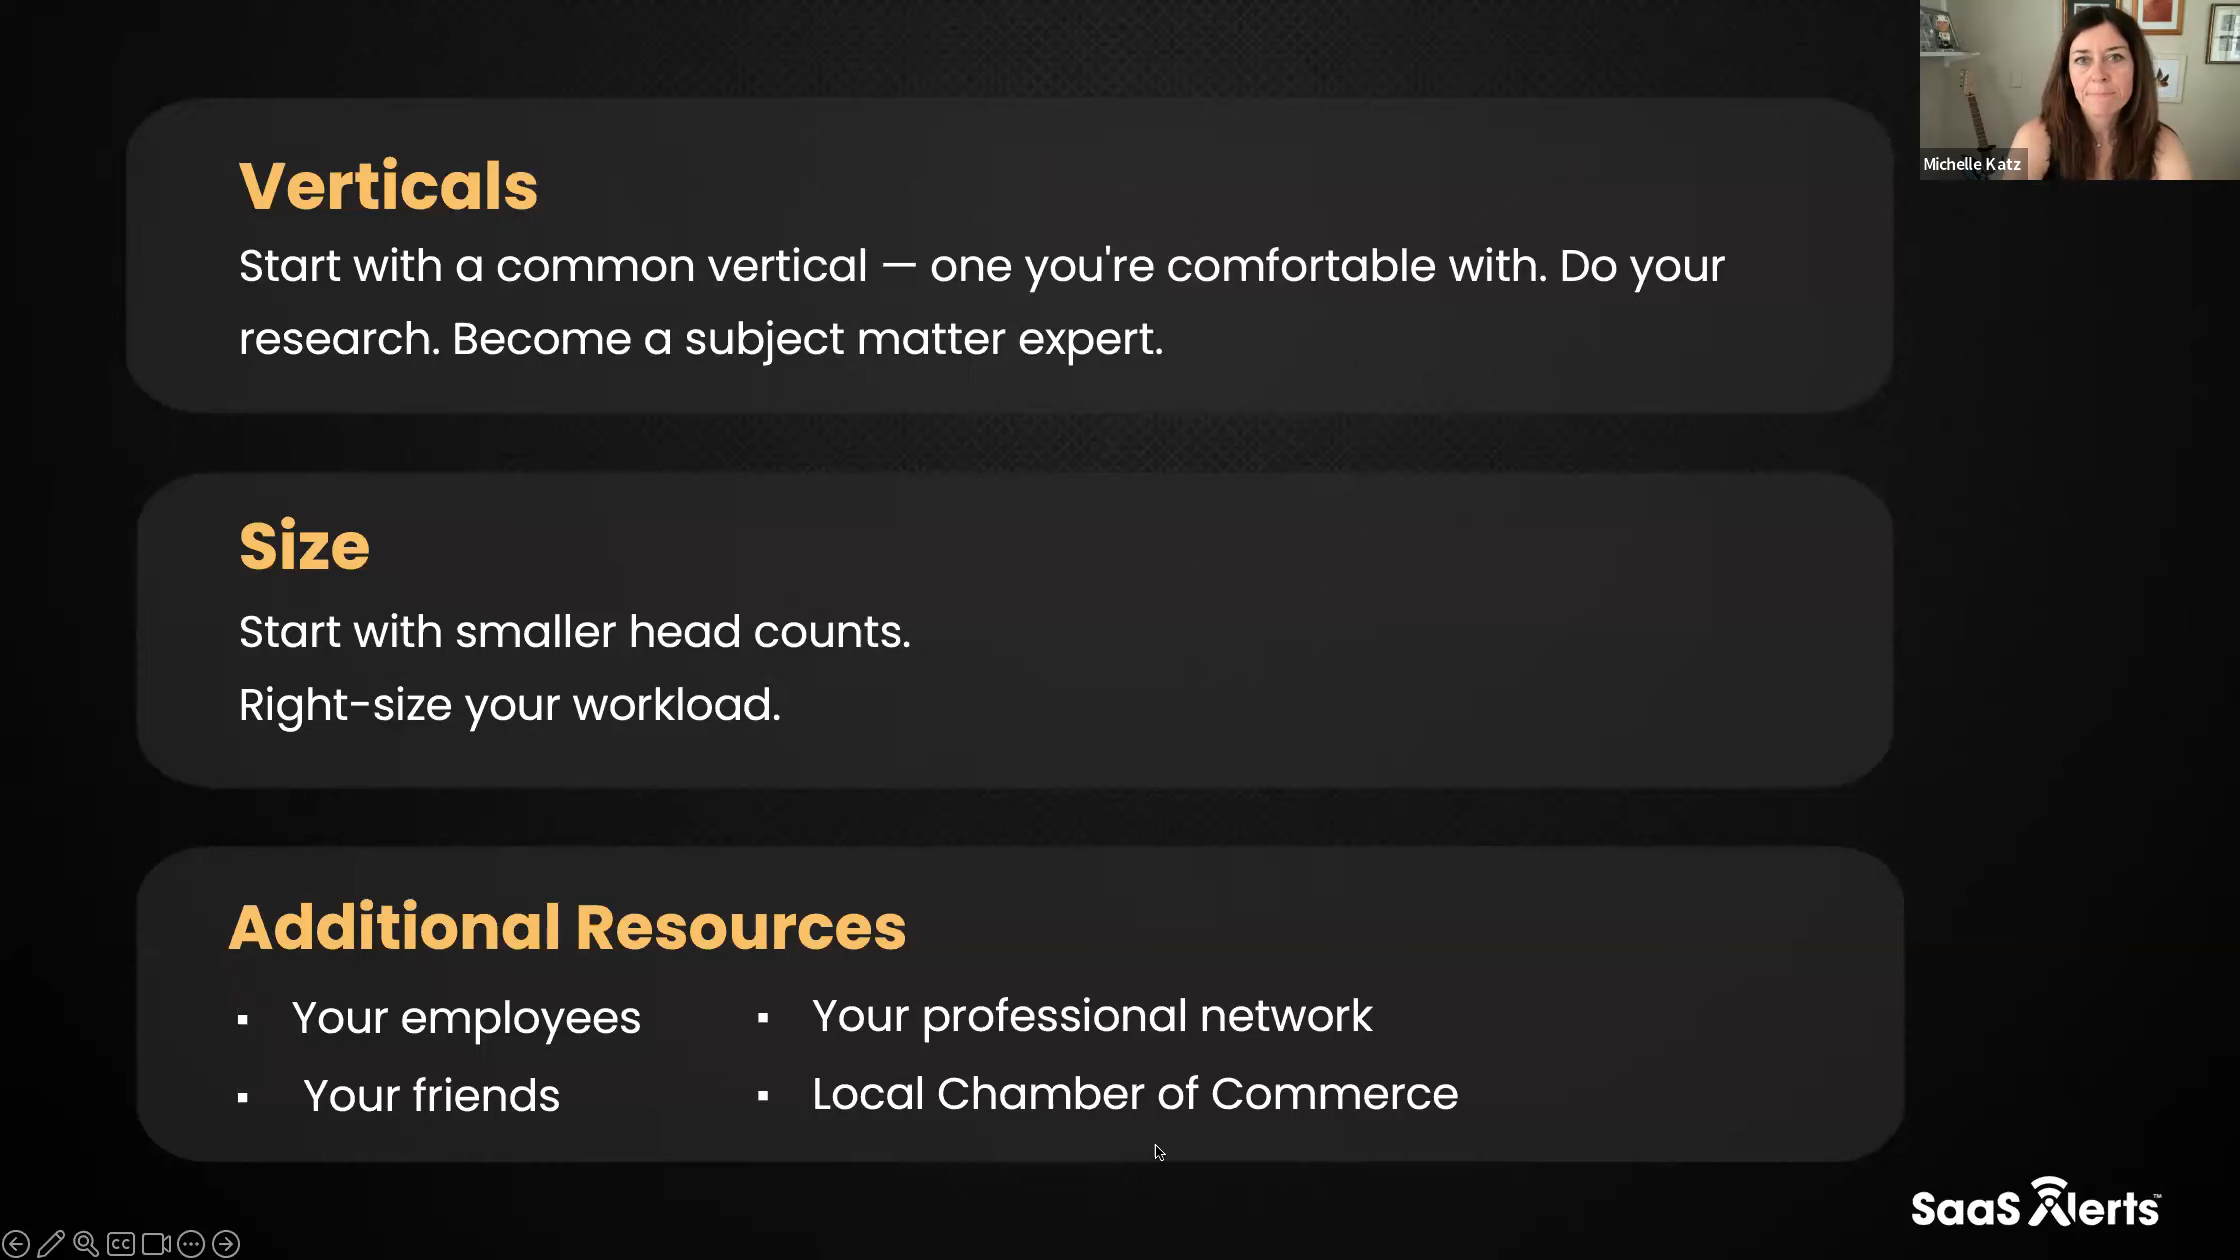 Michelle Katz
Verticals
Start with a common vertical — one you're comfortable with. Do your
research. Become a subject matter expert.
Size
Start with smaller head counts.
Right-size your workload.
Additional Resources
▪ Your employees
▪ Your friends
▪ Your professional network
▪ Local Chamber of Commerce
SaaS Alerts™
CC